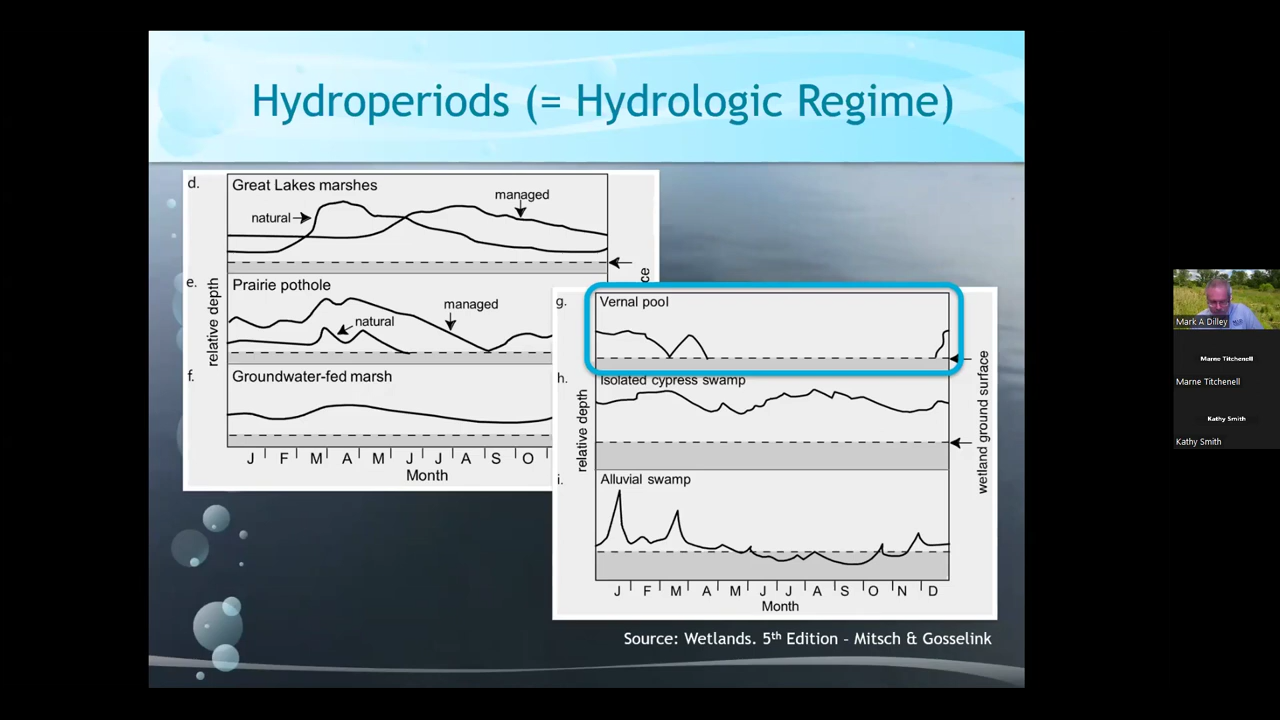 Hydroperiods (= Hydrologic Regime)
d.
Great Lakes marshes
managed
natural
e.
Prairie pothole
managed
natural
relative depth
f.
Groundwater-fed marsh
J F M A M J J A S O
Month
g.
Vernal pool
h.
Isolated cypress swamp
relative depth
wetland ground surface
i.
Alluvial swamp
J F M A M J J A S O N D
Month
Source: Wetlands. 5th Edition – Mitsch & Gosselink
Mark A Dilley
Marne Titchenell
Marne Titchenell
Kathy Smith
Kathy Smith